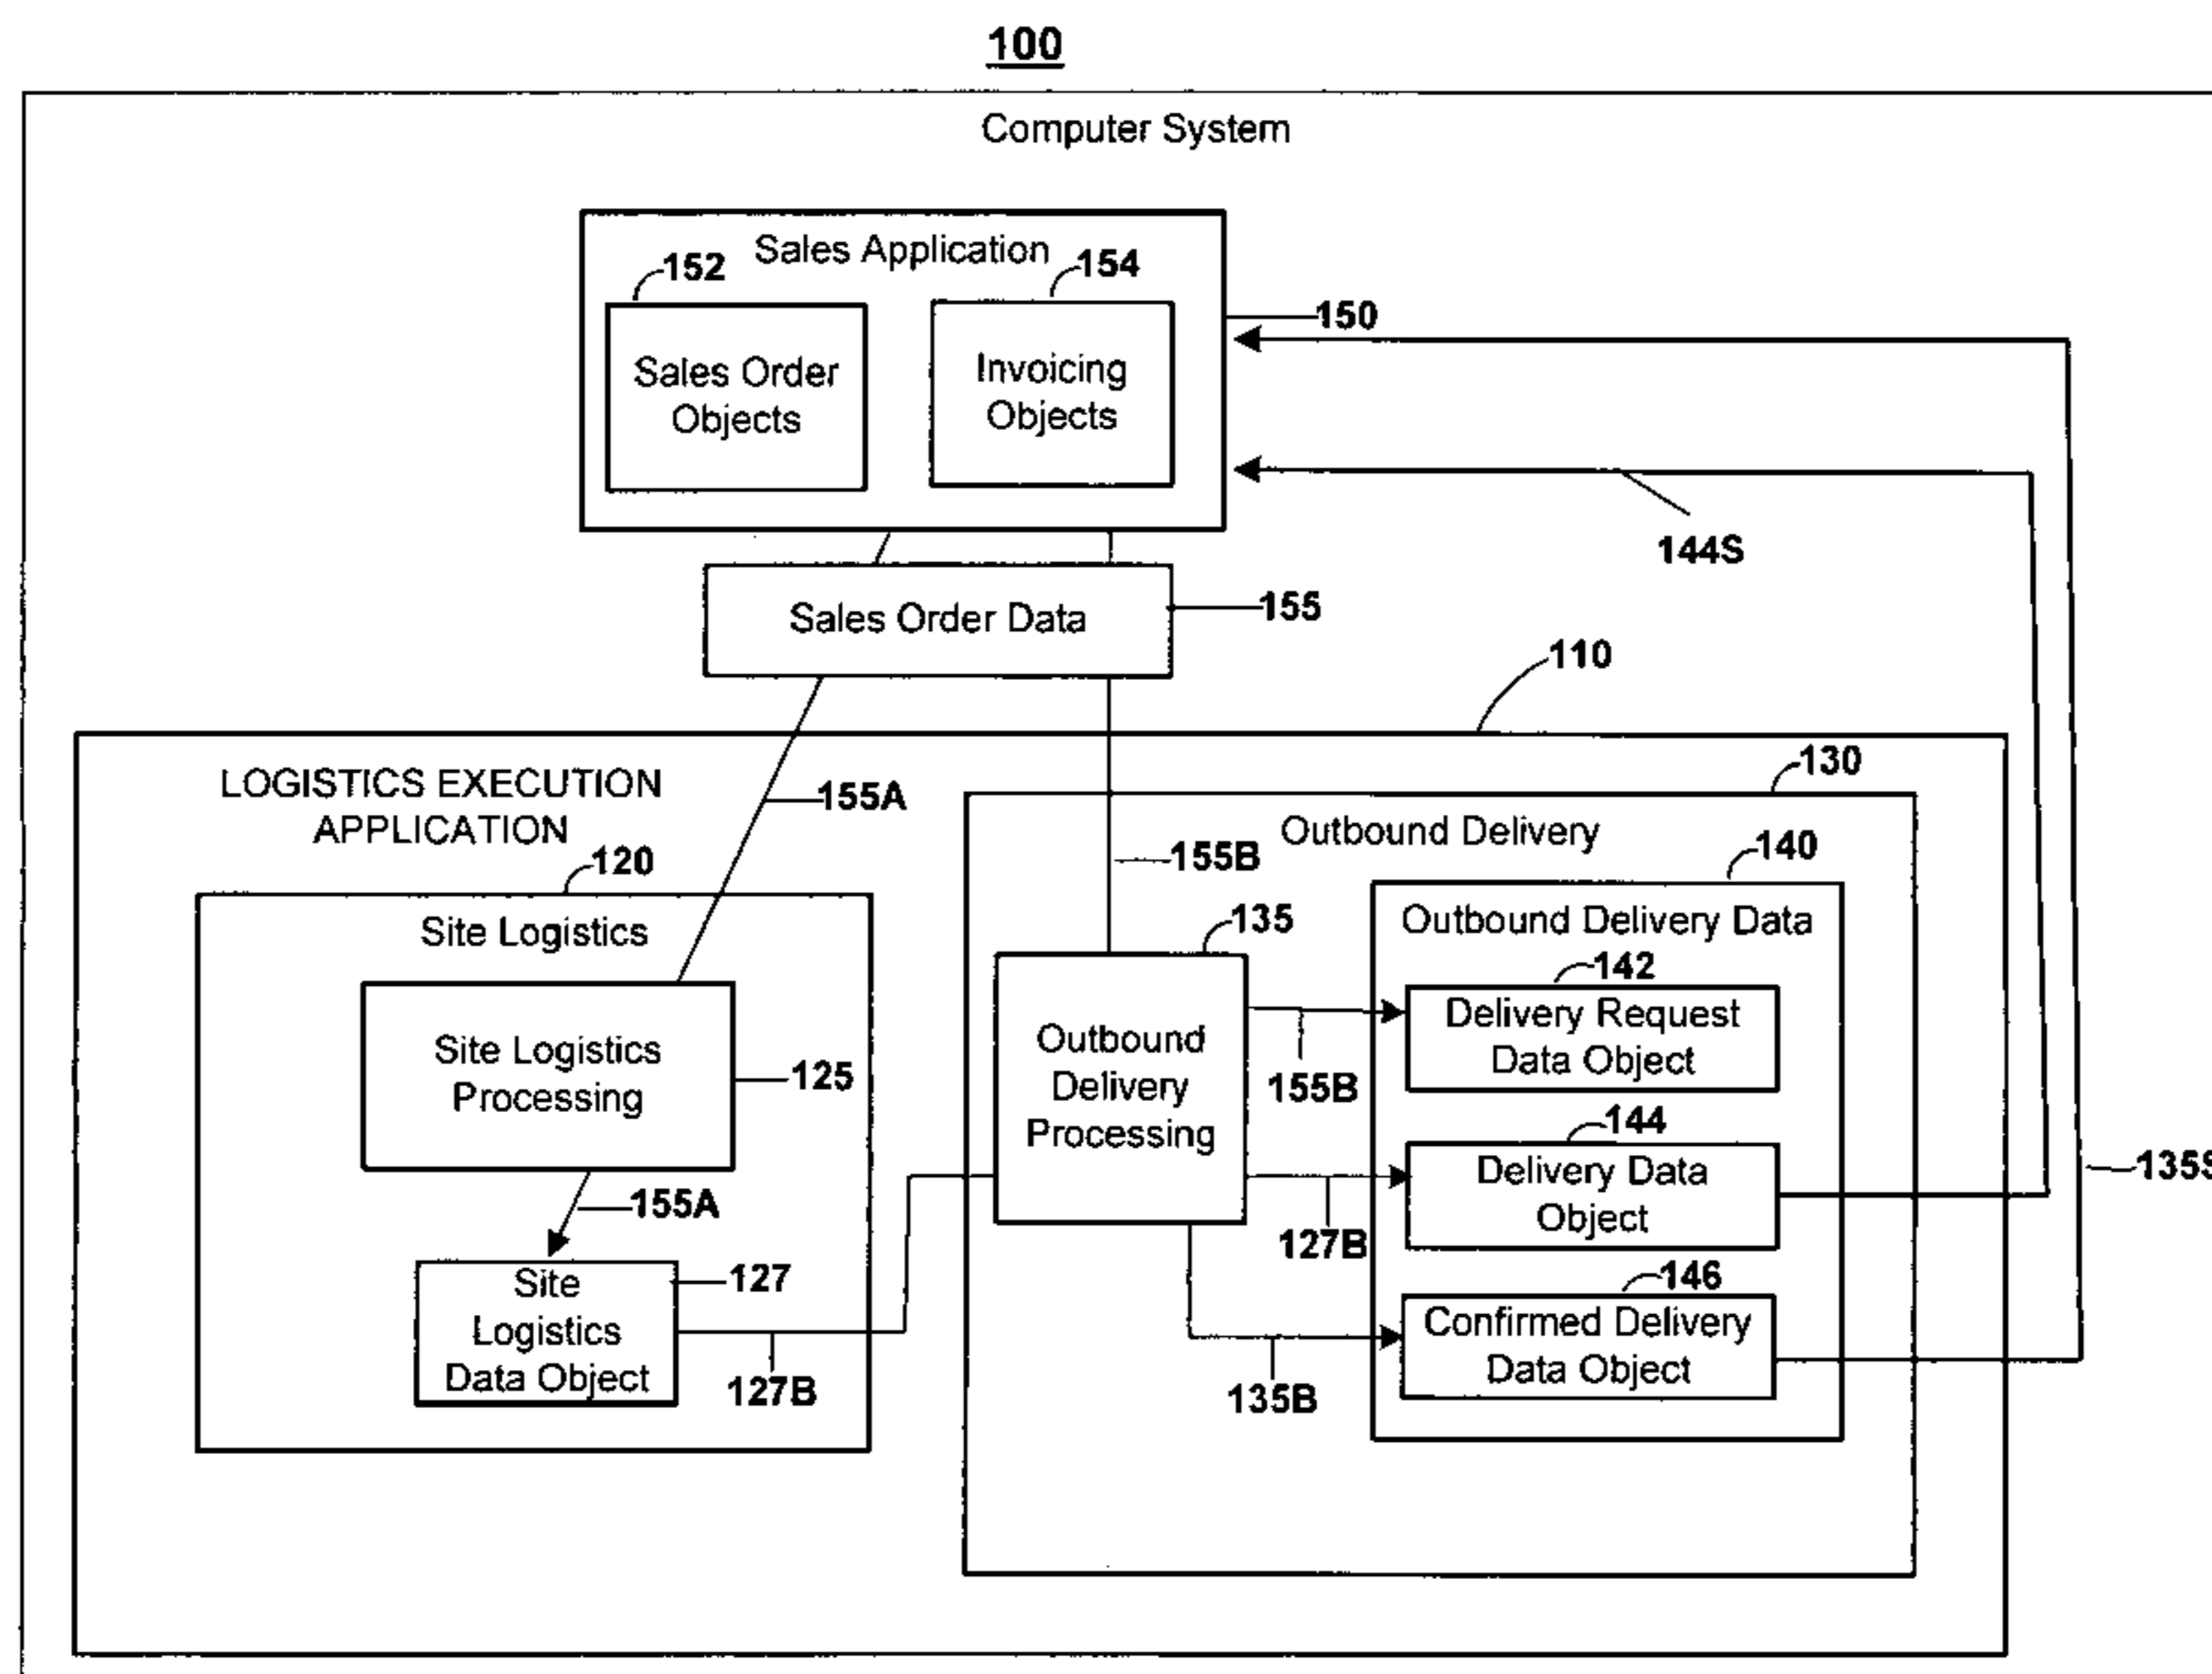 100
Computer System
Sales Application
152
154
150
Sales Order
Objects
Invoicing
Objects
144S
Sales Order Data
155
110
LOGISTICS EXECUTION
APPLICATION
155A
130
Outbound Delivery
120
155B
140
Site Logistics
135
Outbound Delivery Data
142
Delivery Request
Data Object
Site Logistics
Processing
125
Outbound
Delivery
Processing
155B
144
Delivery Data
Object
135S
155A
127B
Site
Logistics
Data Object
127
127B
146
Confirmed Delivery
Data Object
135B